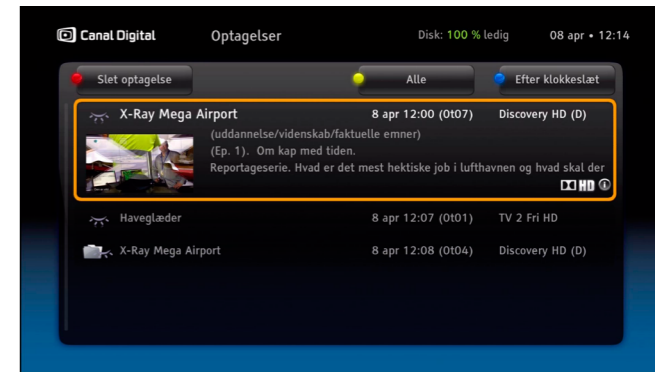 Canal Digital Optagelser Disk: 100 % ledig 08 apr • 12:14
Slet optagelse Alle Efter klokkeslæt
X-Ray Mega Airport 8 apr 12:00 (0t07) Discovery HD (D)
(uddannelse/videnskab/faktuelle emner)
(Ep. 1). Om kap med tiden.
Reportageserie. Hvad er det mest hektiske job i lufthavnen og hvad skal der
HD
Haveglæder 8 apr 12:07 (0t01) TV 2 Fri HD
X-Ray Mega Airport 8 apr 12:08 (0t04) Discovery HD (D)